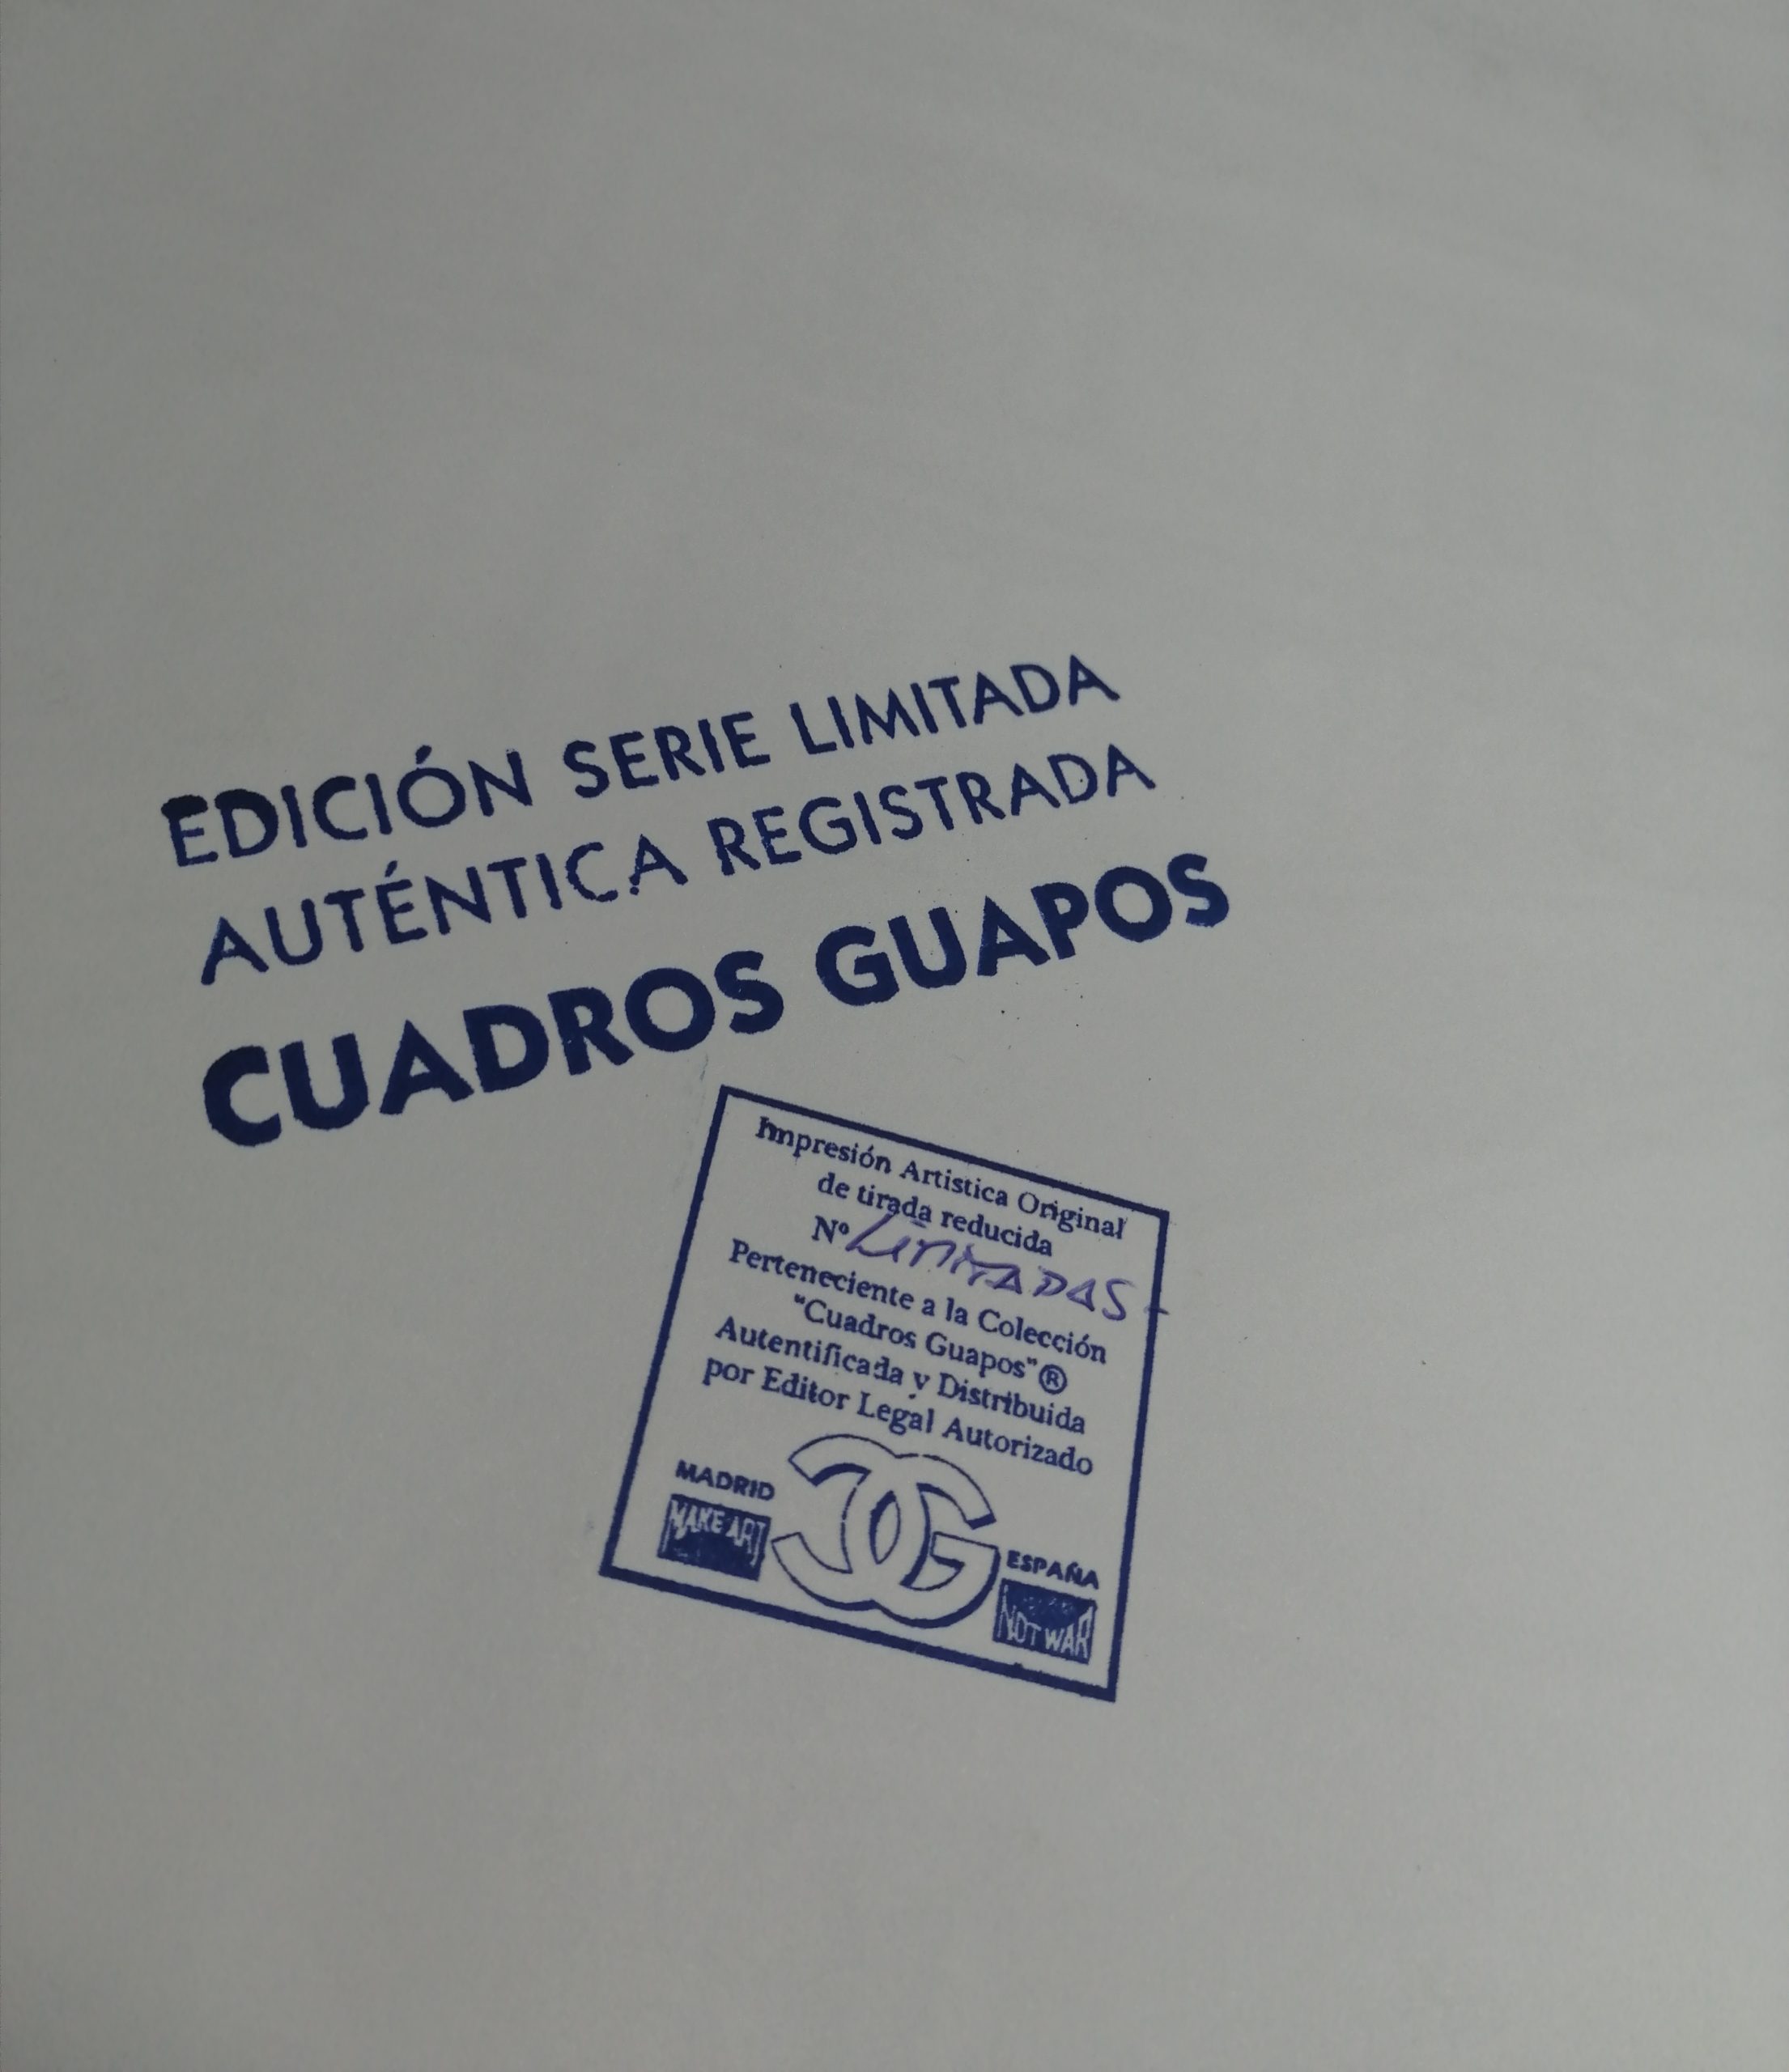 EDICIÓN SERIE LIMITADA
AUTÉNTICA REGISTRADA
CUADROS GUAPOS
Impresión Artistica Original
de tirada reducida
Nº LIMITADAS -
Perteneciente a la Colección
"Cuadros Guapos"®
Autentificada y Distribuida
por Editor Legal Autorizado
MADRID
MAKE ART
CG
ESPAÑA
NOT WAR